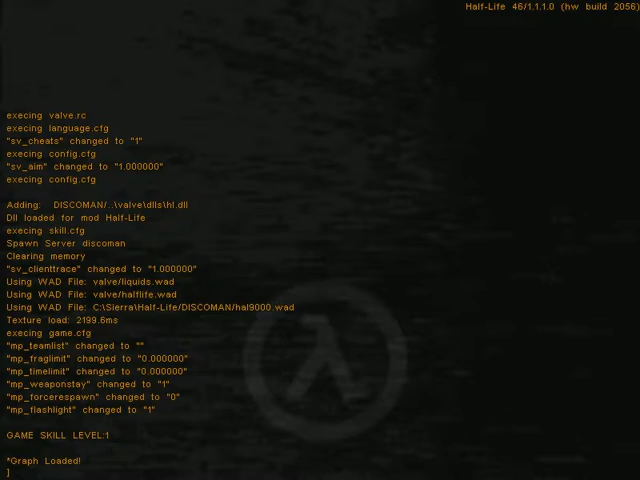 Half-Life 46/1.1.1.0 (hw build 2056)
execing valve.rc
execing language.cfg
"sv_cheats" changed to "1"
execing config.cfg
"sv_aim" changed to "1.000000"
execing config.cfg
Adding: DISCOMAN/..\valve\dlls\hl.dll
Dll loaded for mod Half-Life
execing skill.cfg
Spawn Server discoman
Clearing memory
"sv_clienttrace" changed to "1.000000"
Using WAD File: valve/liquids.wad
Using WAD File: valve/halflife.wad
Using WAD File: C:\Sierra\Half-Life/DISCOMAN/hal9000.wad
Texture load: 2199.6ms
execing game.cfg
"mp_teamlist" changed to ""
"mp_fraglimit" changed to "0.000000"
"mp_timelimit" changed to "0.000000"
"mp_weaponstay" changed to "1"
"mp_forcerespawn" changed to "0"
"mp_flashlight" changed to "1"
GAME SKILL LEVEL:1
*Graph Loaded!
]